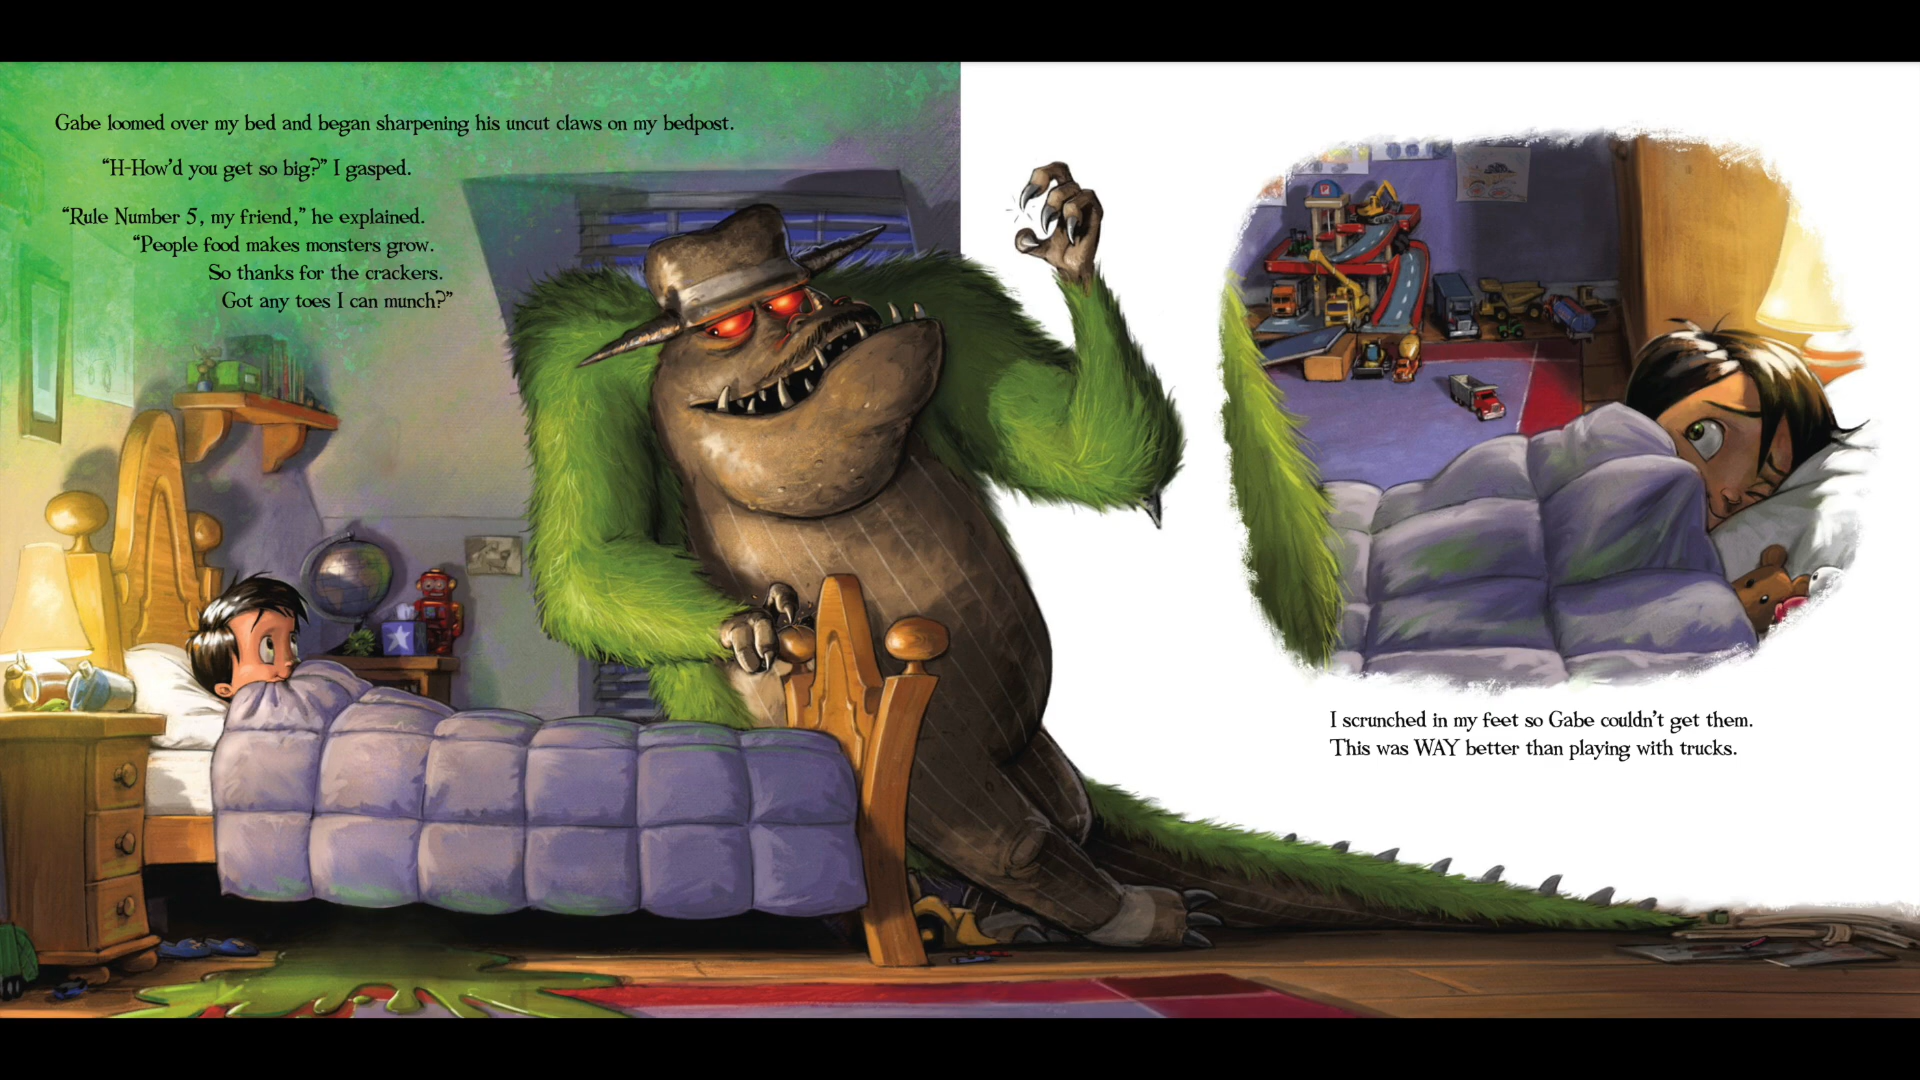 Gabe loomed over my bed and began sharpening his uncut claws on my bedpost.
“H-How’d you get so big?” I gasped.
“Rule Number 5, my friend,” he explained.
“People food makes monsters grow.
So thanks for the crackers.
Got any toes I can munch?”
I scrunched in my feet so Gabe couldn’t get them.
This was WAY better than playing with trucks.